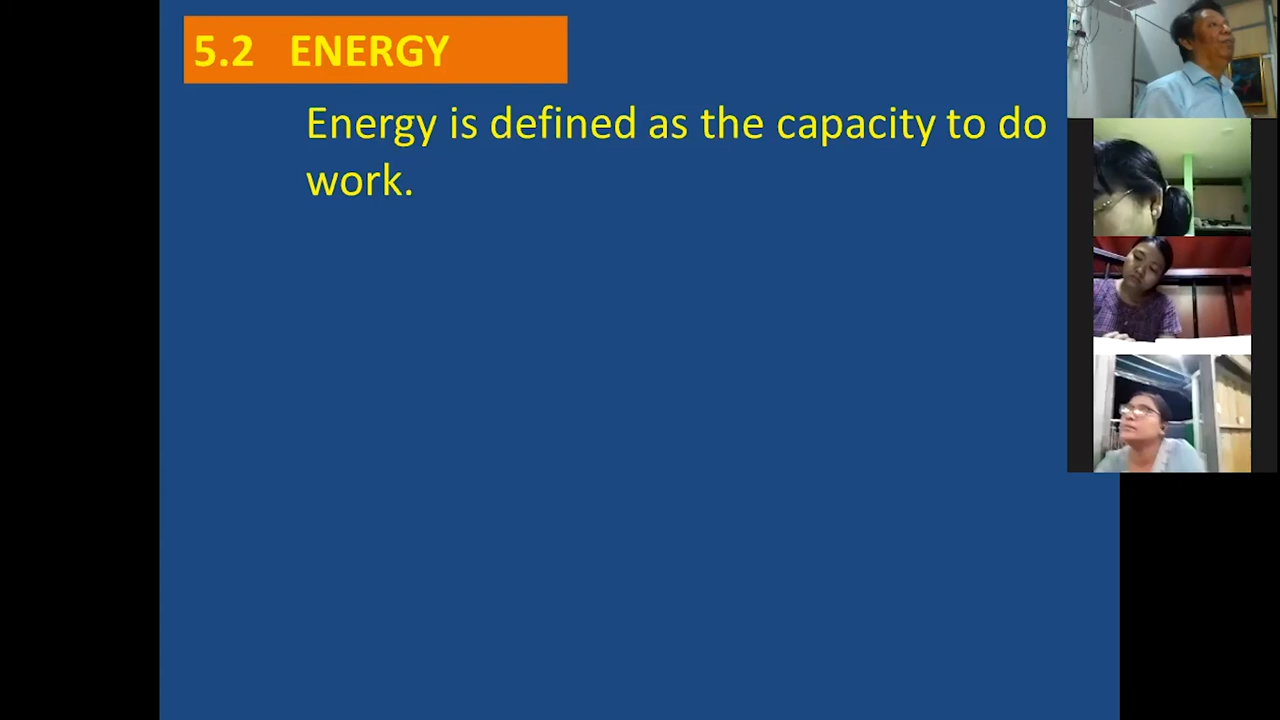 5.2 ENERGY
Energy is defined as the capacity to do
work.